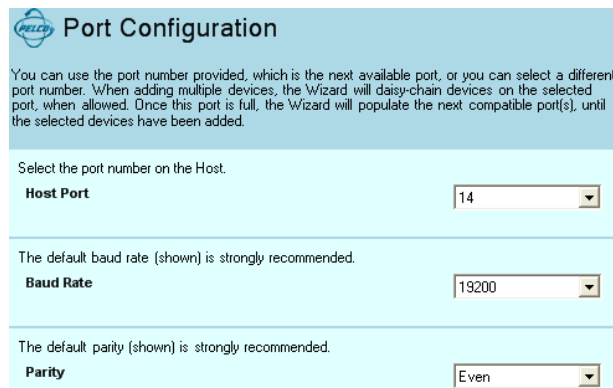 PELCO
Port Configuration
You can use the port number provided, which is the next available port, or you can select a different
port number. When adding multiple devices, the Wizard will daisy-chain devices on the selected
port, when allowed. Once this port is full, the Wizard will populate the next compatible port(s), until
the selected devices have been added.
Select the port number on the Host.
Host Port 14
The default baud rate (shown) is strongly recommended.
Baud Rate 19200
The default parity (shown) is strongly recommended.
Parity Even